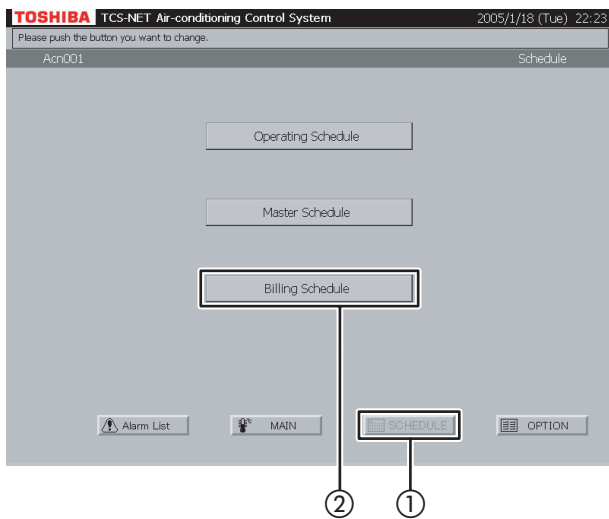 TOSHIBA TCS-NET Air-conditioning Control System 2005/1/18 (Tue) 22:23
Please push the button you want to change.
Acn001 Schedule
Operating Schedule
Master Schedule
Billing Schedule
Alarm List MAIN SCHEDULE OPTION
② ①